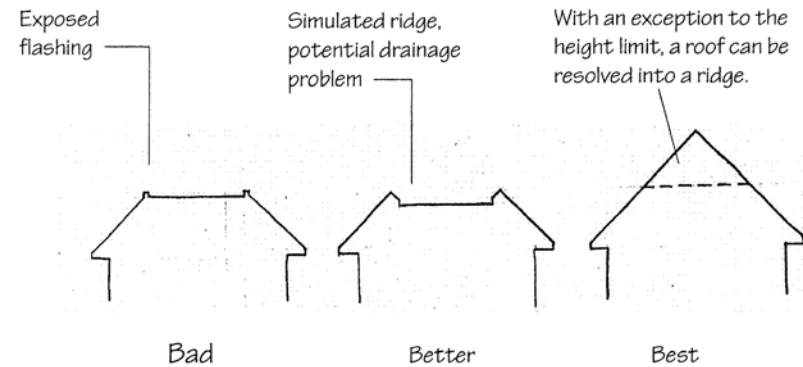 Exposed
flashing
Simulated ridge,
potential drainage
problem
With an exception to the
height limit, a roof can be
resolved into a ridge.
Bad
Better
Best